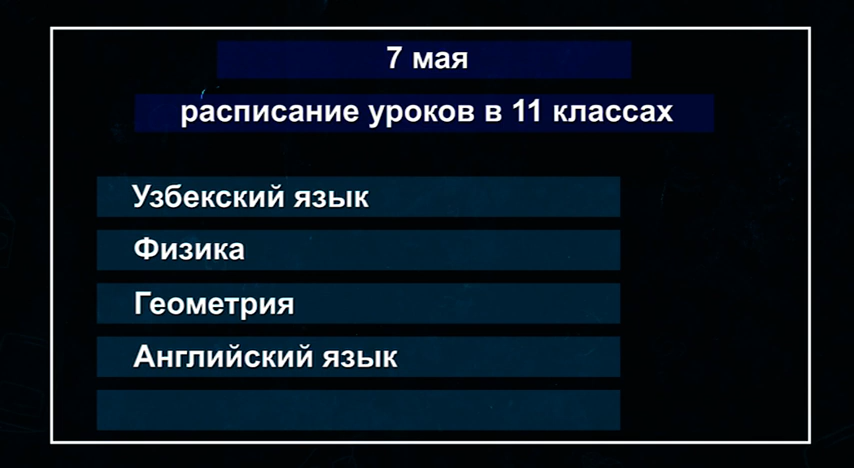 7 мая
расписание уроков в 11 классах
Узбекский язык
Физика
Геометрия
Английский язык